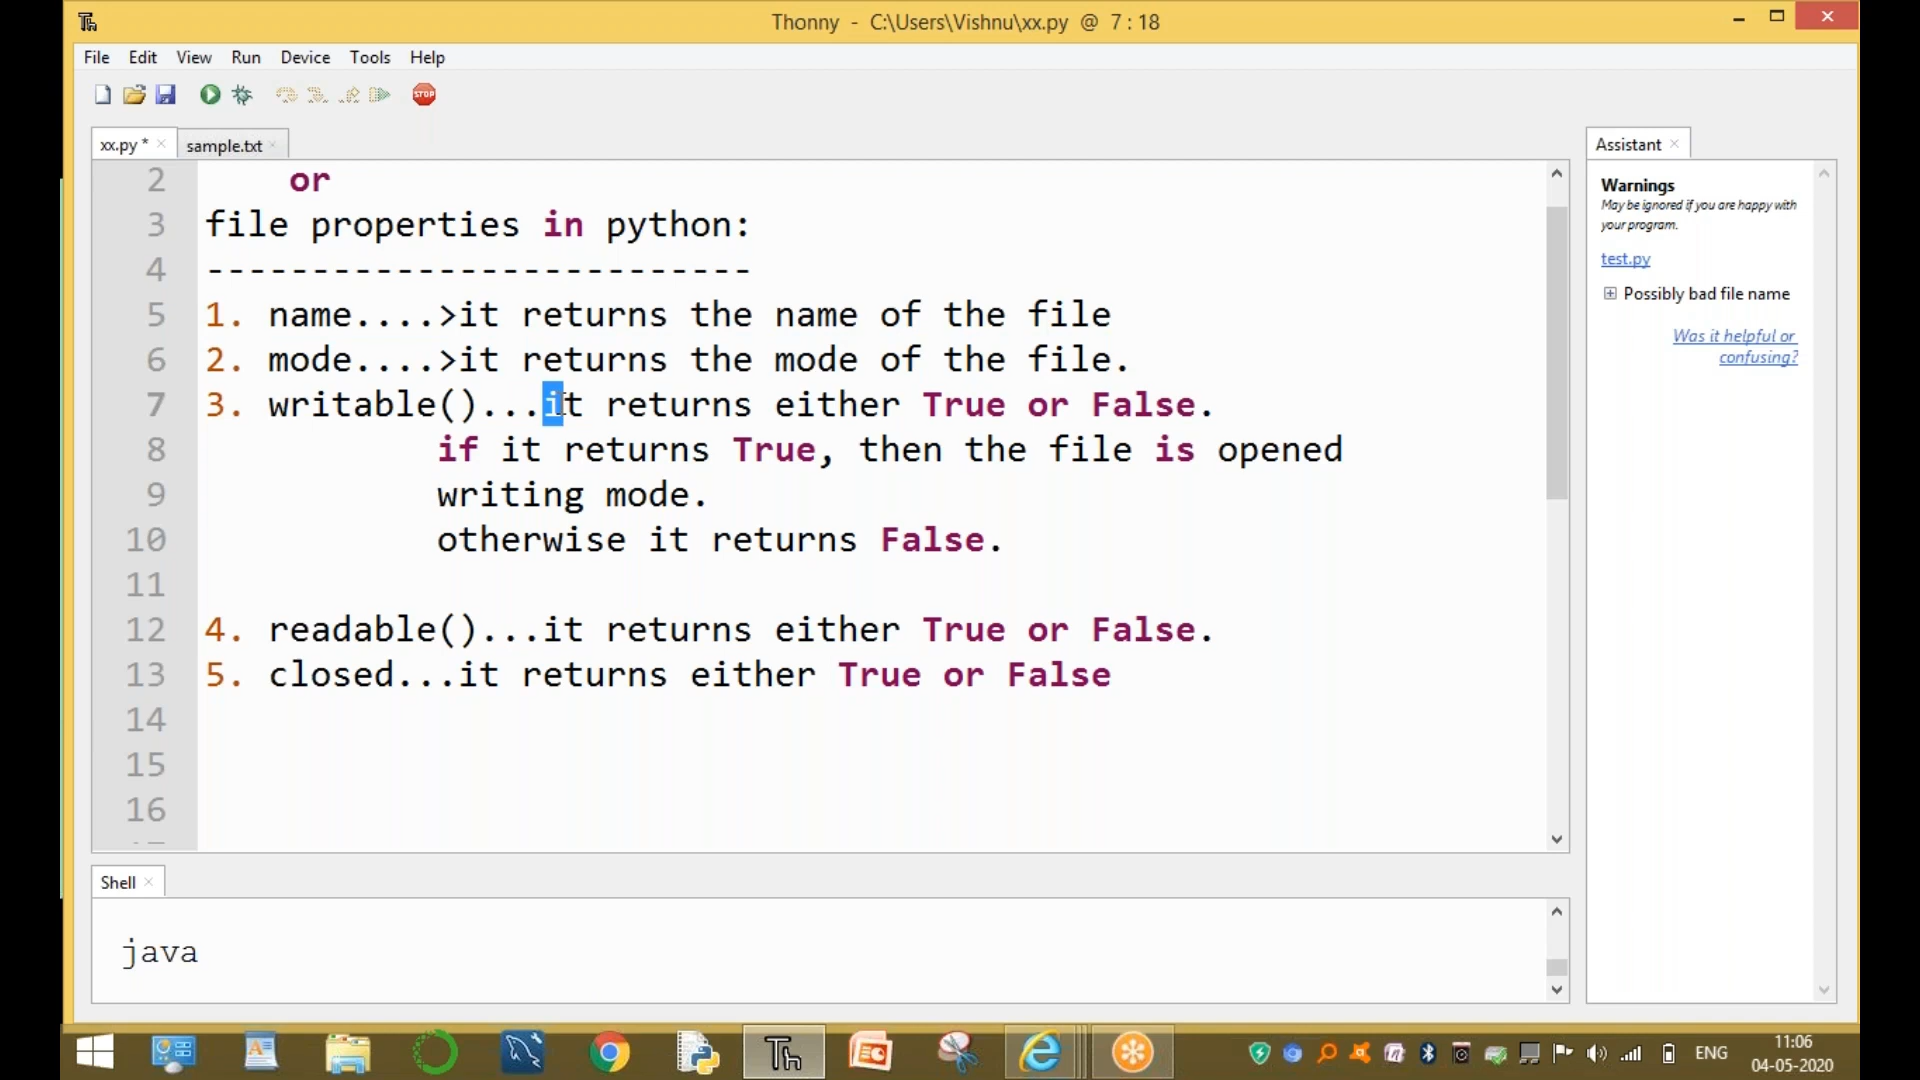 Th
Thonny - C:\Users\Vishnu\xx.py @ 7 : 18
File Edit View Run Device Tools Help
STOP
xx.py * sample.txt
Assistant
2 or
3 file properties in python:
4 --------------------------
5 1. name....>it returns the name of the file
6 2. mode....>it returns the mode of the file.
7 3. writable()...it returns either True or False.
8 if it returns True, then the file is opened
9 writing mode.
10 otherwise it returns False.
11
12 4. readable()...it returns either True or False.
13 5. closed...it returns either True or False
14
15
16
Warnings
May be ignored if you are happy with
your program.
test.py
Possibly bad file name
Was it helpful or
confusing?
Shell
java
Th
ENG
11:06
04-05-2020